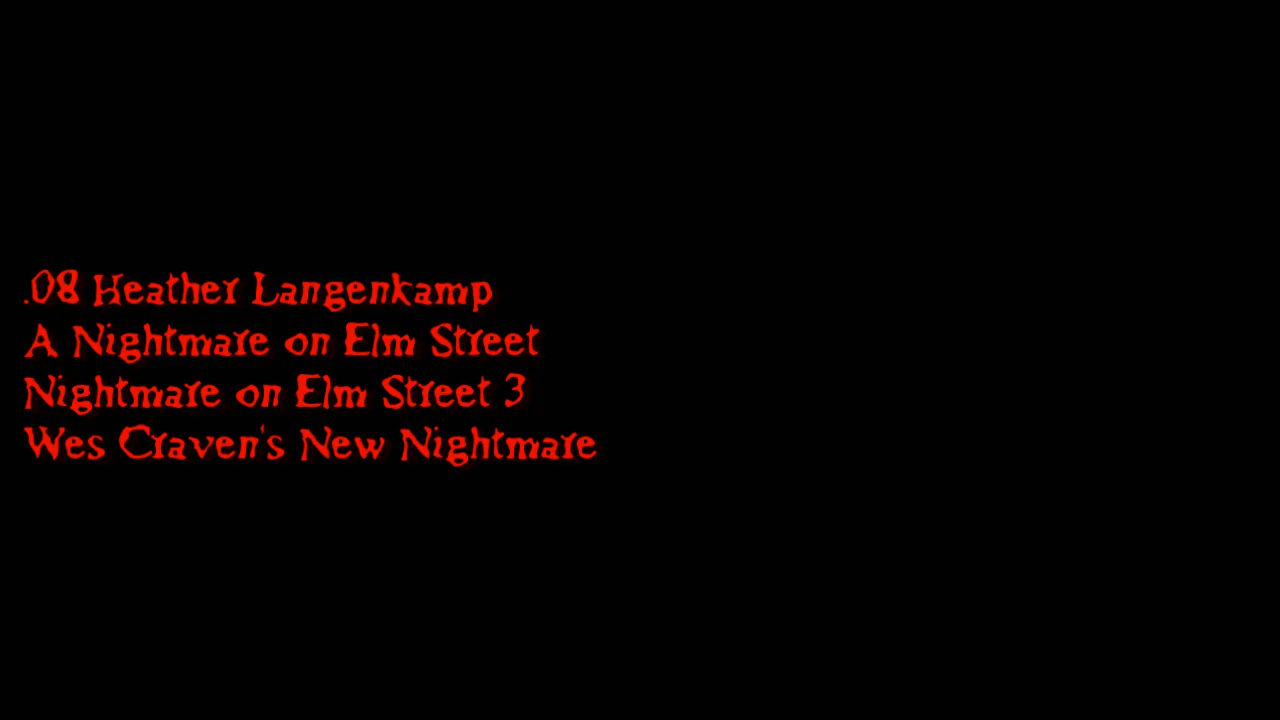 .08 Heather Langenkamp
A Nightmare on Elm Street
Nightmare on Elm Street 3
Wes Craven's New Nightmare